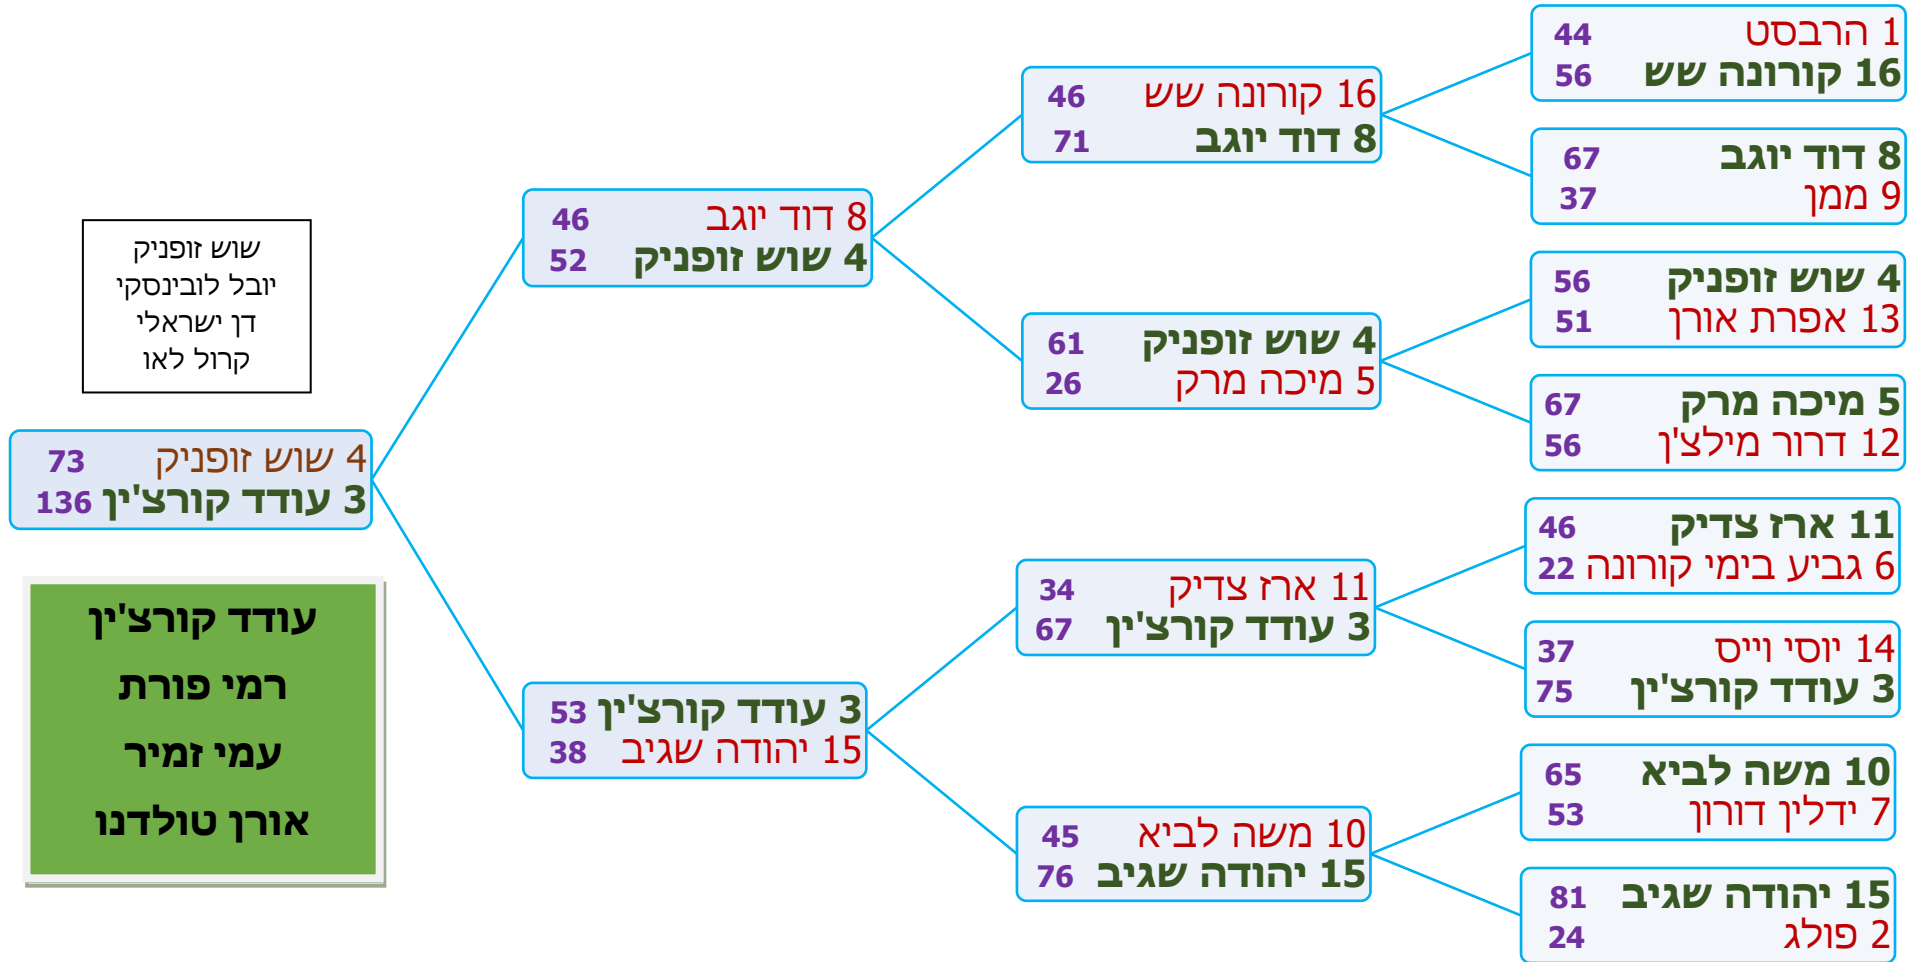 1 הרבסט 44
16 קורונה שש 56
8 דוד יוגב 67
9 ממן 37
4 שוש זופניק 56
13 אפרת אורן 51
5 מיכה מרק 67
12 דרור מילצ'ן 56
11 ארז צדיק 46
6 גביע בימי קורונה 22
14 יוסי וייס 37
3 עודד קורצ'ין 75
10 משה לביא 65
7 ידלין דורון 53
15 יהודה שגיב 81
2 פולג 24
16 קורונה שש 46
8 דוד יוגב 71
4 שוש זופניק 61
5 מיכה מרק 26
11 ארז צדיק 34
3 עודד קורצ'ין 67
10 משה לביא 45
15 יהודה שגיב 76
8 דוד יוגב 46
4 שוש זופניק 52
3 עודד קורצ'ין 53
15 יהודה שגיב 38
שוש זופניק
יובל לובינסקי
דן ישראלי
קרול לאו
4 שוש זופניק 73
3 עודד קורצ'ין 136
עודד קורצ'ין
רמי פורת
עמי זמיר
אורן טולדנו